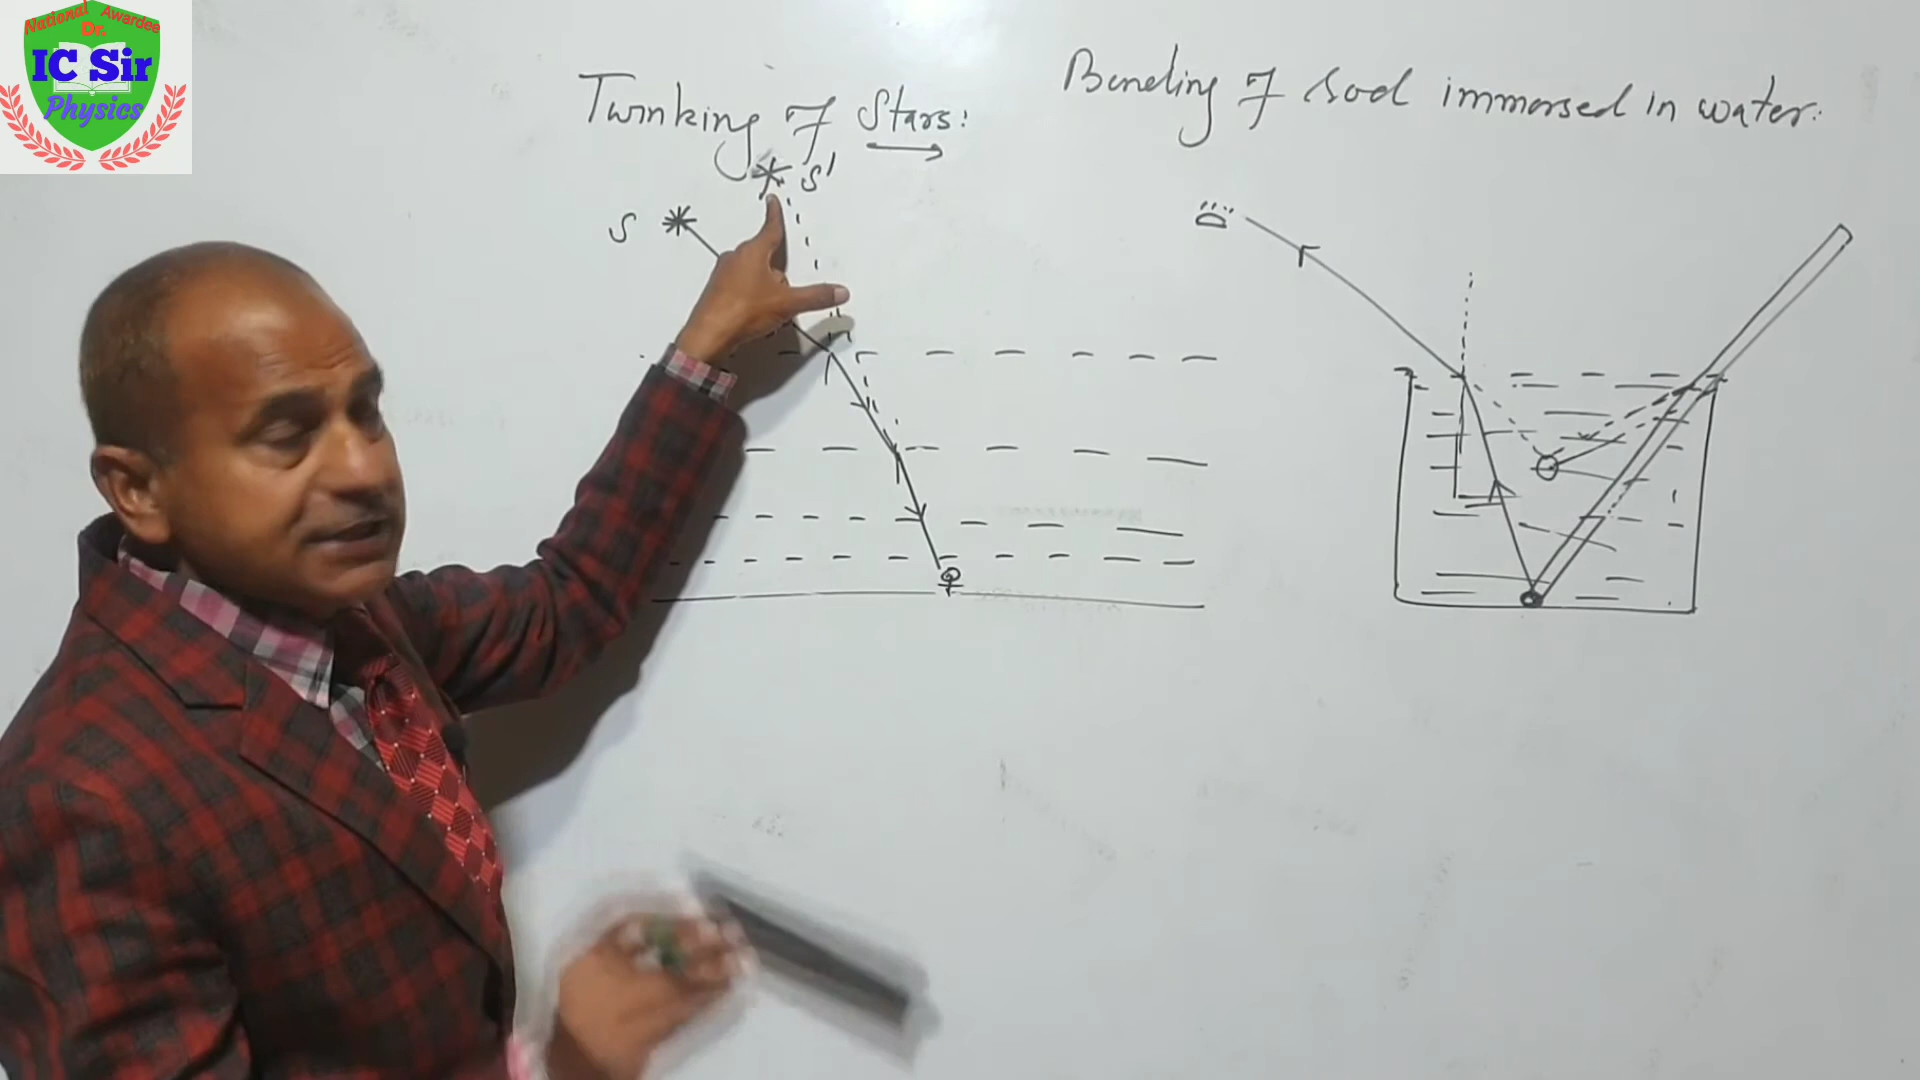 National Awardee
Dr.
IC Sir
Physics
Twinking of Stars:
Bending of rod immersed in water:
S'
S